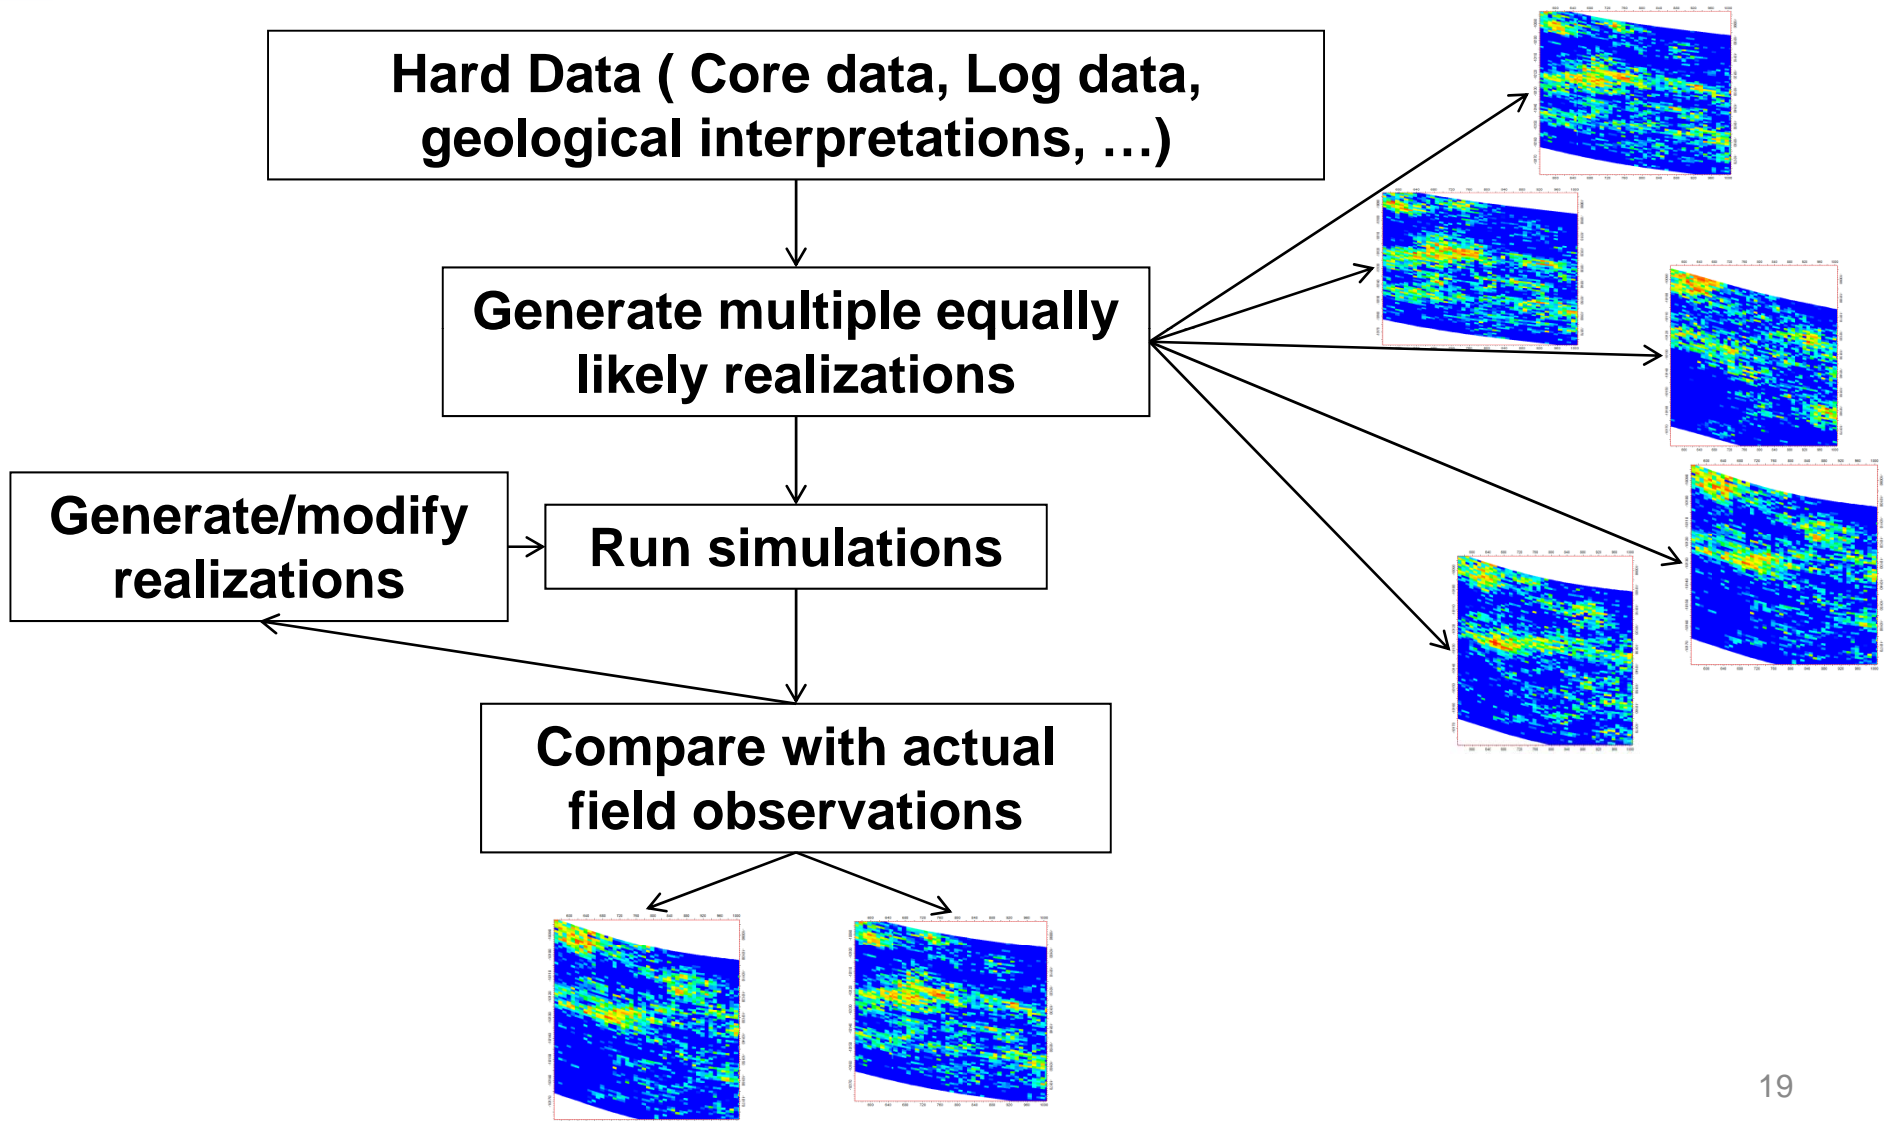 Hard Data ( Core data, Log data,
geological interpretations, …)
Generate multiple equally
likely realizations
Generate/modify
realizations
Run simulations
Compare with actual
field observations
19